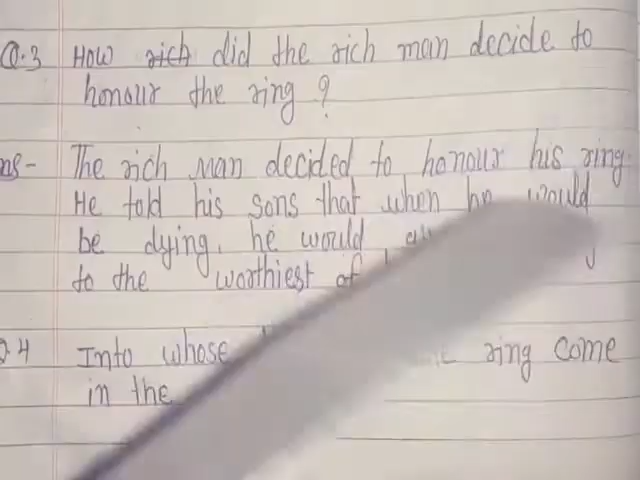 Q.3 How rich did the rich man decide to
honour the ring ?
The rich man decided to honour his ring.
He told his sons that when he would
be dying, he would
to the worthiest of
Q.4 Into whose ring come
in the